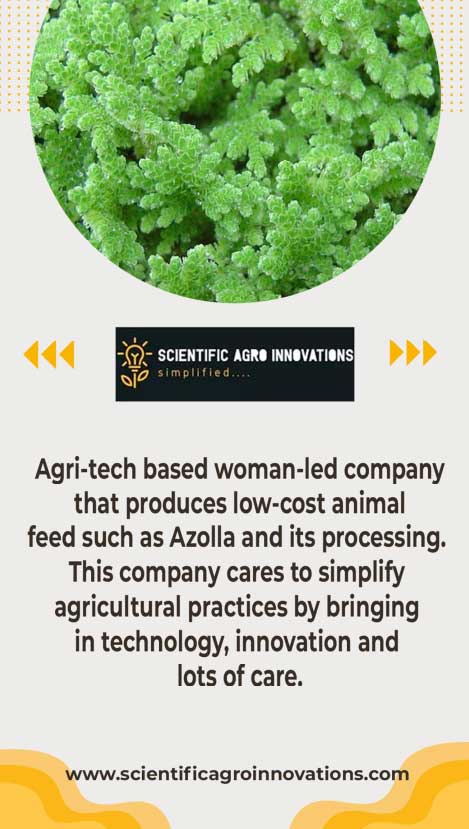 SCIENTIFIC AGRO INNOVATIONS
simplified....
Agri-tech based woman-led company
that produces low-cost animal
feed such as Azolla and its processing.
This company cares to simplify
agricultural practices by bringing
in technology, innovation and
lots of care.
www.scientificagroinnovations.com